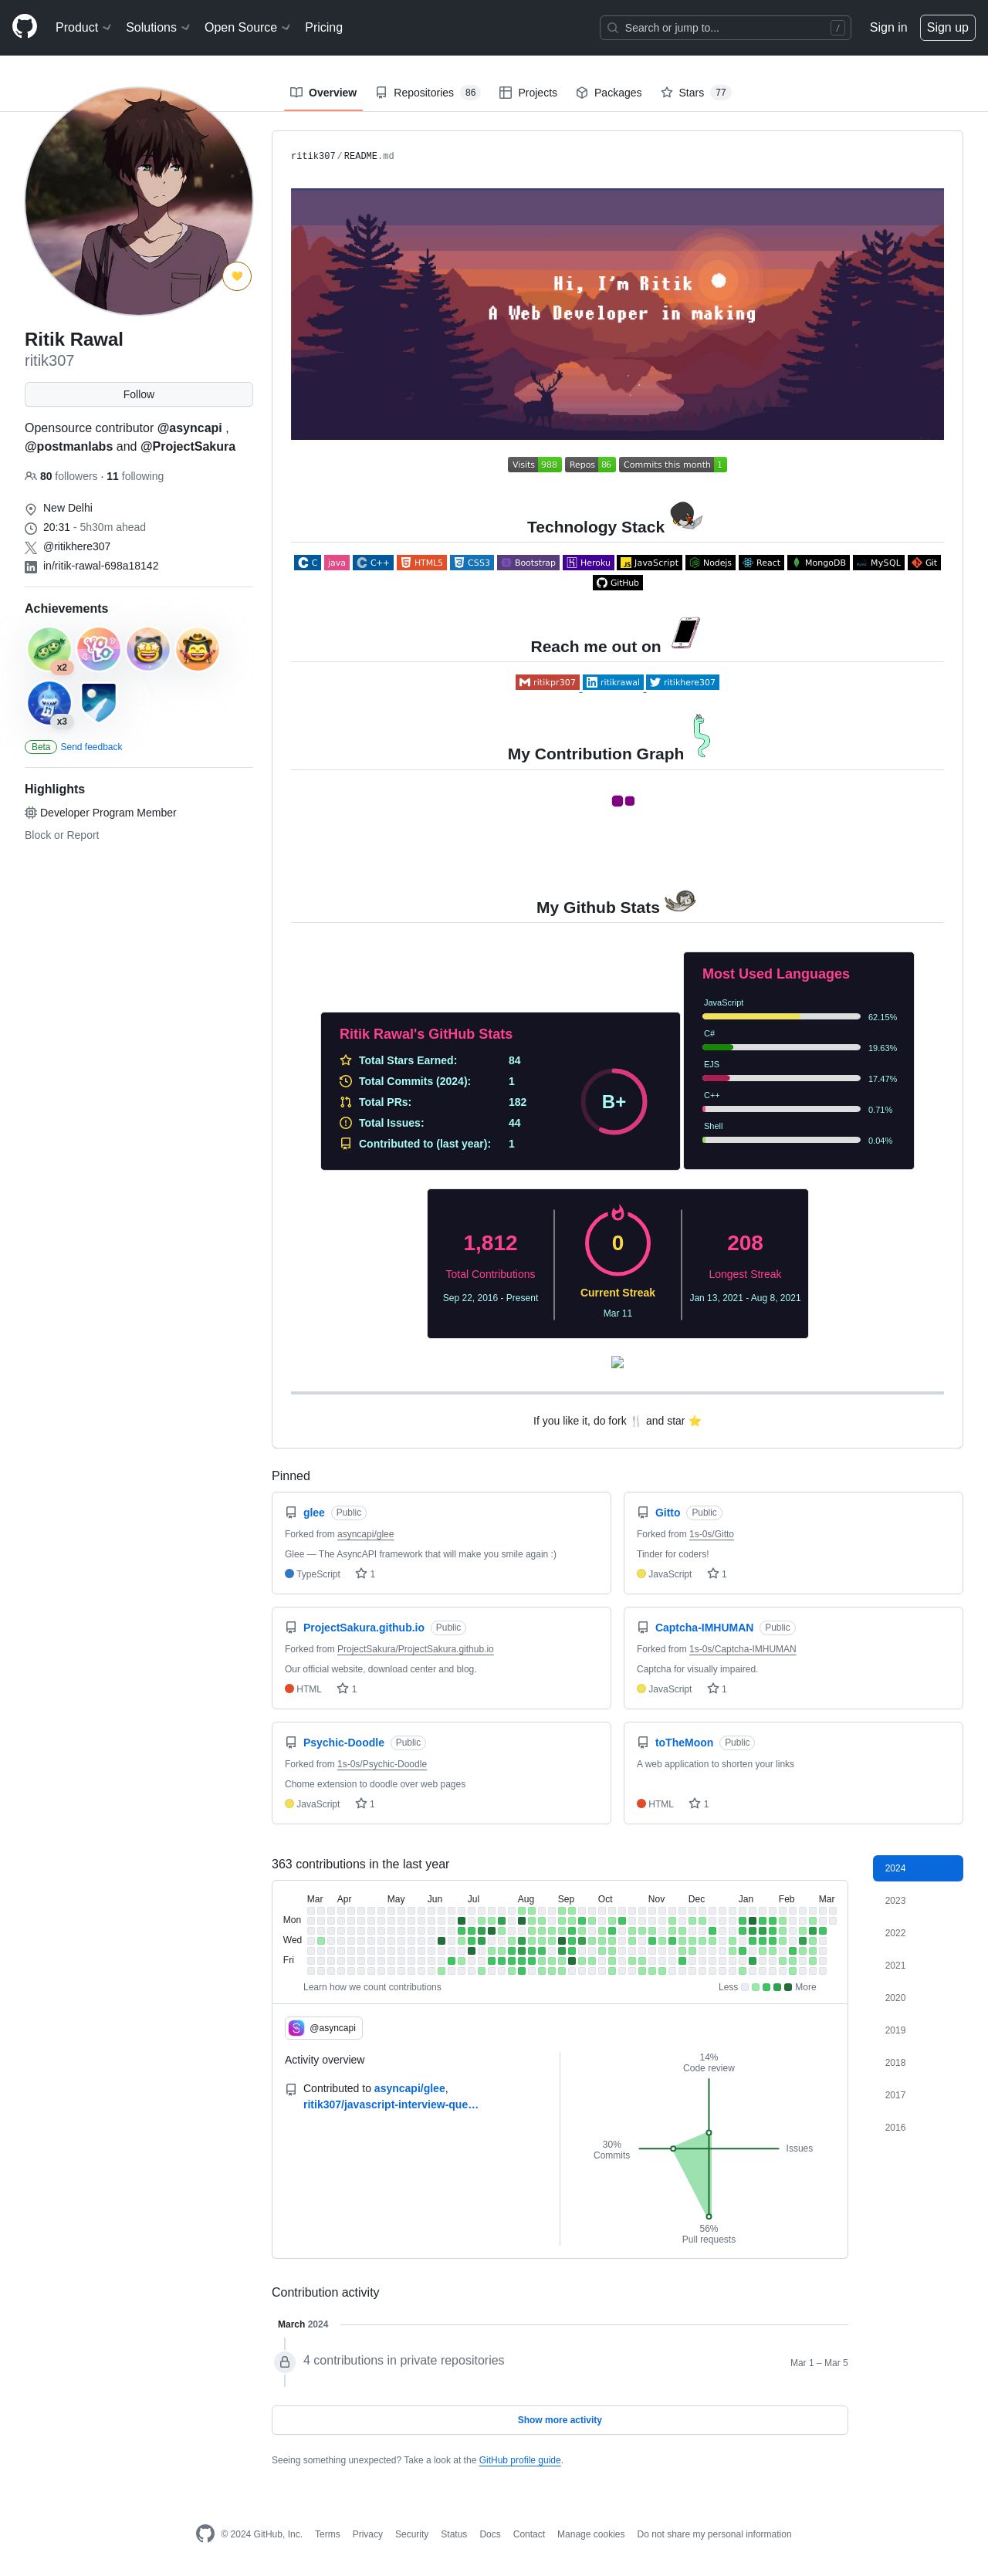 Product Solutions Open Source Pricing Search or jump to... / Sign in Sign up
Overview Repositories 86 Projects Packages Stars 77
Ritik Rawal
ritik307
Follow
Opensource contributor @asyncapi ,
@postmanlabs and @ProjectSakura
80 followers · 11 following
New Delhi
20:31 - 5h30m ahead
@ritikhere307
in/ritik-rawal-698a18142
Achievements
YOLO
x2
x3
Beta Send feedback
Highlights
Developer Program Member
Block or Report
ritik307/README.md
Hi, I'm Ritik
A Web Developer in making
Visits 988 Repos 86 Commits this month 1
Technology Stack
C java C++ HTML5 CSS3 Bootstrap Heroku JavaScript Nodejs React MongoDB MySQL Git
GitHub
Reach me out on
ritikpr307 ritikrawal ritikhere307
My Contribution Graph
My Github Stats
Ritik Rawal's GitHub Stats
Total Stars Earned: 84
Total Commits (2024): 1
Total PRs: 182
Total Issues: 44
Contributed to (last year): 1
B+
Most Used Languages
JavaScript
62.15%
C#
19.63%
EJS
17.47%
C++
0.71%
Shell
0.04%
1,812
Total Contributions
Sep 22, 2016 - Present
0
Current Streak
Mar 11
208
Longest Streak
Jan 13, 2021 - Aug 8, 2021
If you like it, do fork 🍴 and star ⭐
Pinned
glee Public
Forked from asyncapi/glee
Glee — The AsyncAPI framework that will make you smile again :)
TypeScript 1
Gitto Public
Forked from 1s-0s/Gitto
Tinder for coders!
JavaScript 1
ProjectSakura.github.io Public
Forked from ProjectSakura/ProjectSakura.github.io
Our official website, download center and blog.
HTML 1
Captcha-IMHUMAN Public
Forked from 1s-0s/Captcha-IMHUMAN
Captcha for visually impaired.
JavaScript 1
Psychic-Doodle Public
Forked from 1s-0s/Psychic-Doodle
Chome extension to doodle over web pages
JavaScript 1
toTheMoon Public
A web application to shorten your links
HTML 1
363 contributions in the last year
Mar Apr May Jun Jul Aug Sep Oct Nov Dec Jan Feb Mar
Mon
Wed
Fri
Learn how we count contributions Less More
@asyncapi
Activity overview
Contributed to asyncapi/glee,
ritik307/javascript-interview-que…
14%
Code review
30%
Commits
Issues
56%
Pull requests
2024
2023
2022
2021
2020
2019
2018
2017
2016
Contribution activity
March 2024
4 contributions in private repositories Mar 1 – Mar 5
Show more activity
Seeing something unexpected? Take a look at the GitHub profile guide.
© 2024 GitHub, Inc. Terms Privacy Security Status Docs Contact Manage cookies Do not share my personal information